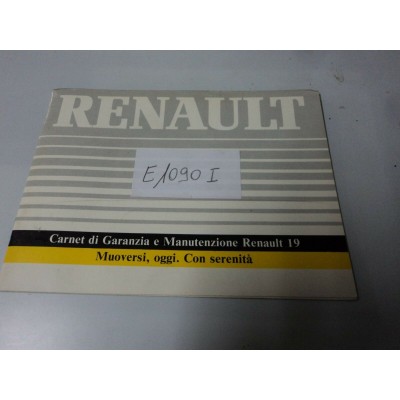 RENAULT
E1090 I
Carnet di Garanzia e Manutenzione Renault 19
Muoversi, oggi. Con serenità